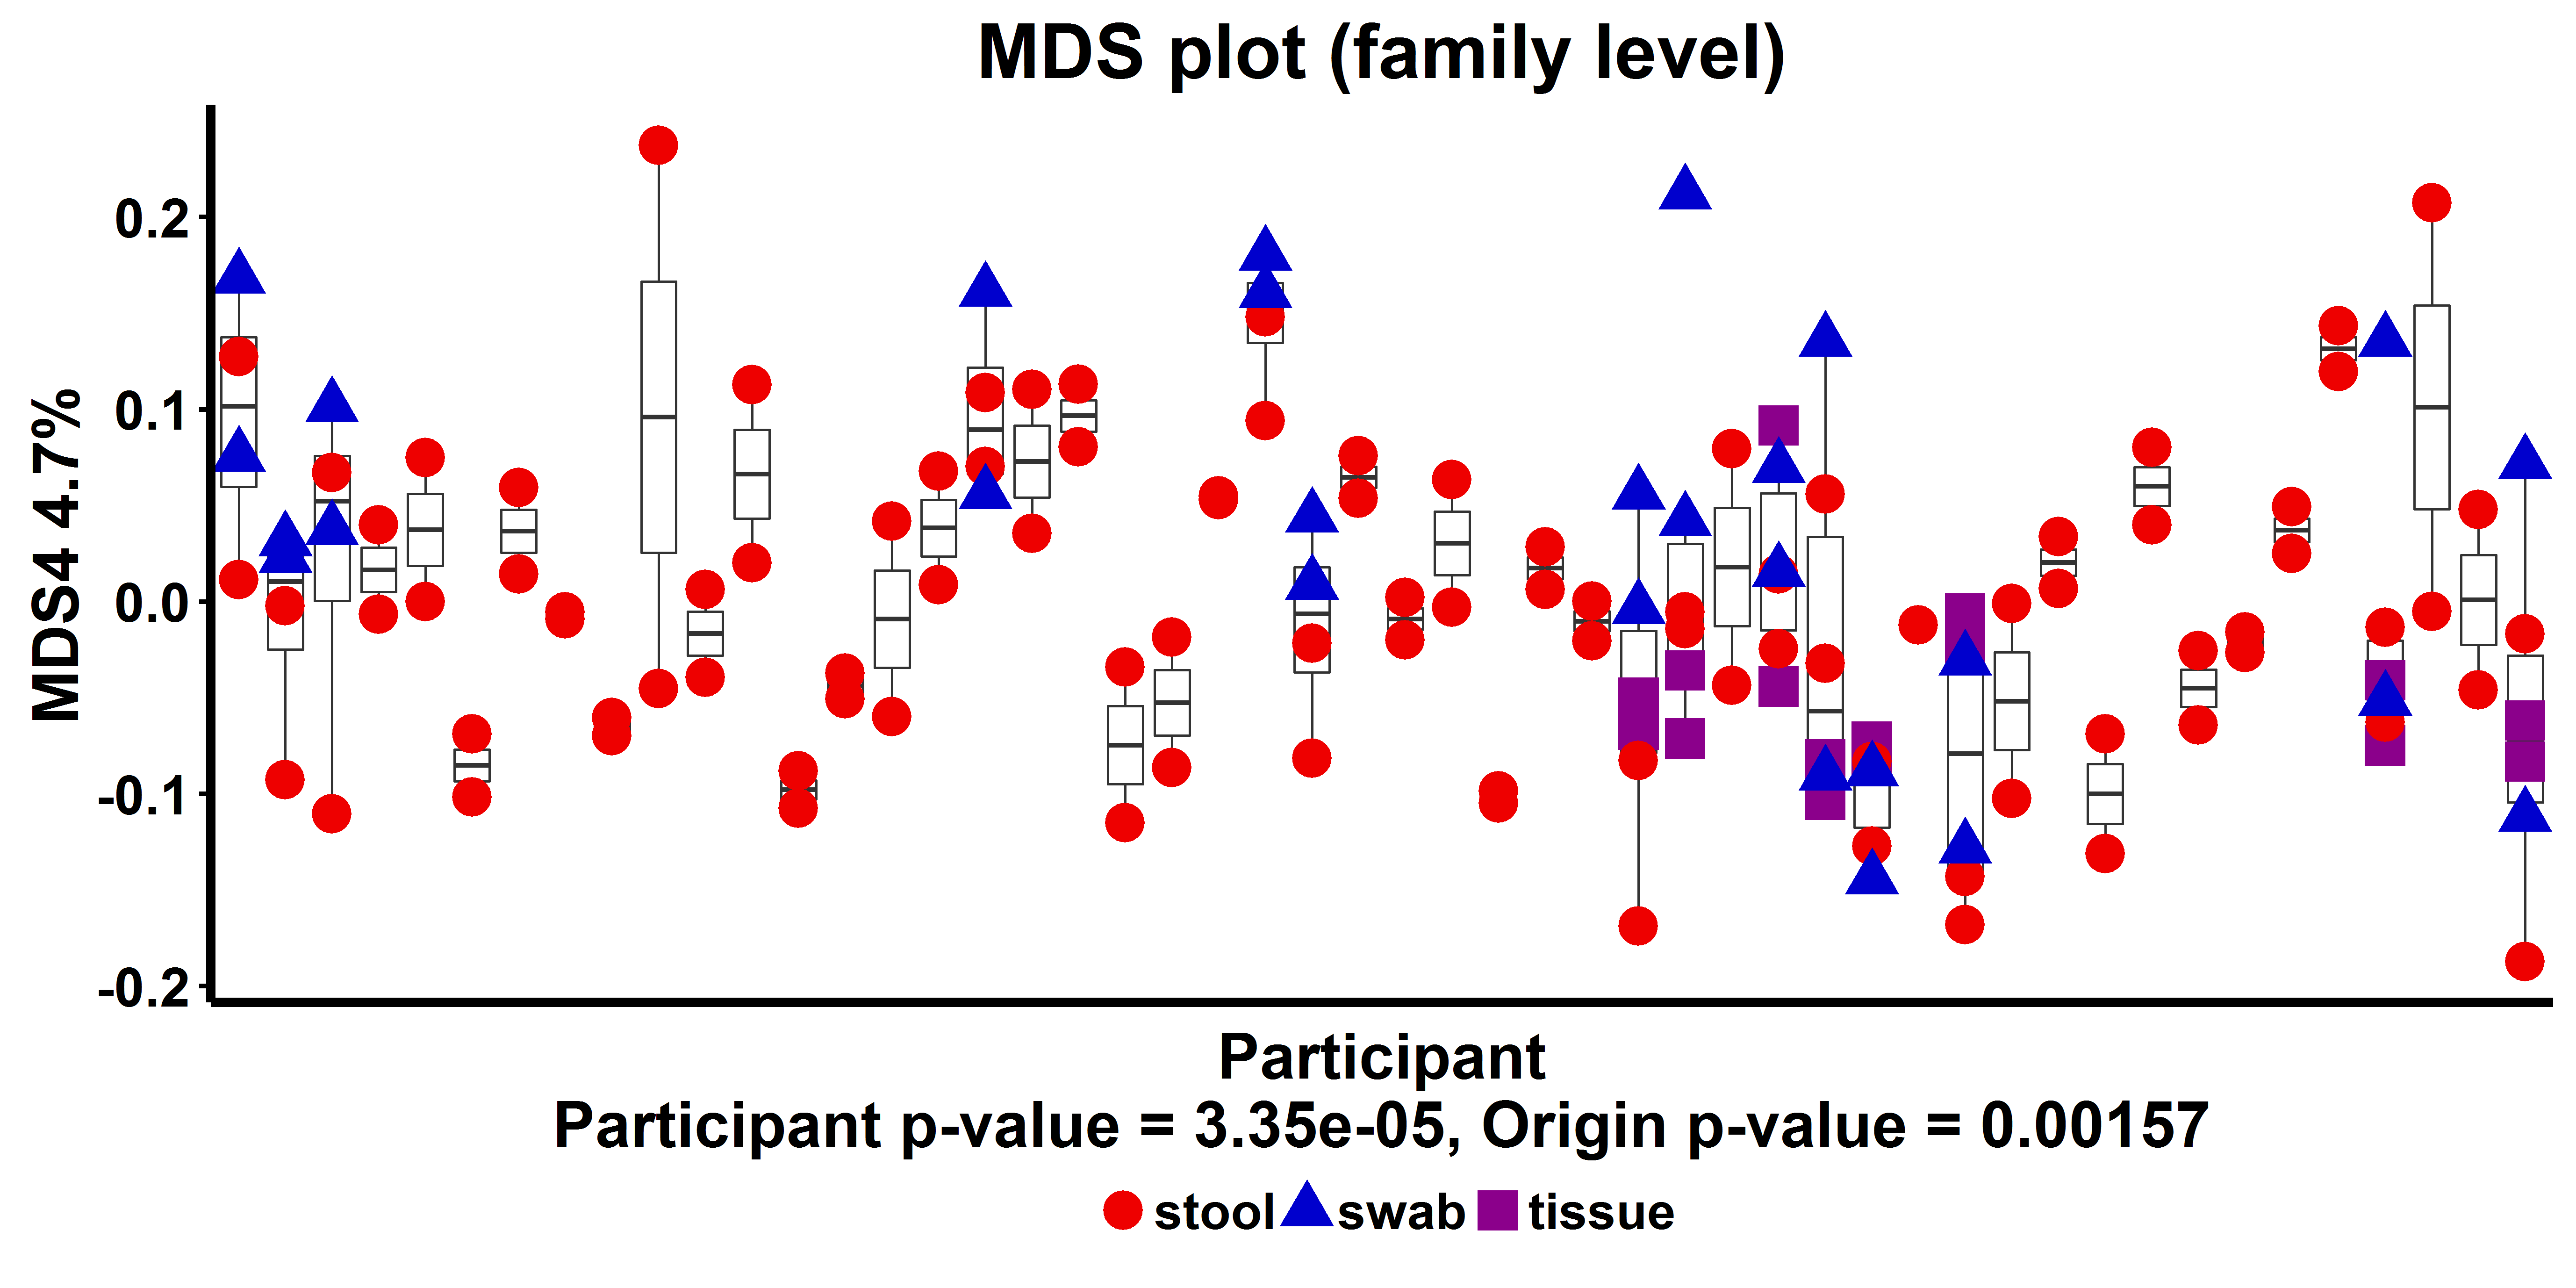 MDS plot (family level)
MDS4 4.7%
0.2
0.1
0.0
-0.1
-0.2
Participant
Participant p-value = 3.35e-05, Origin p-value = 0.00157
stool swab tissue